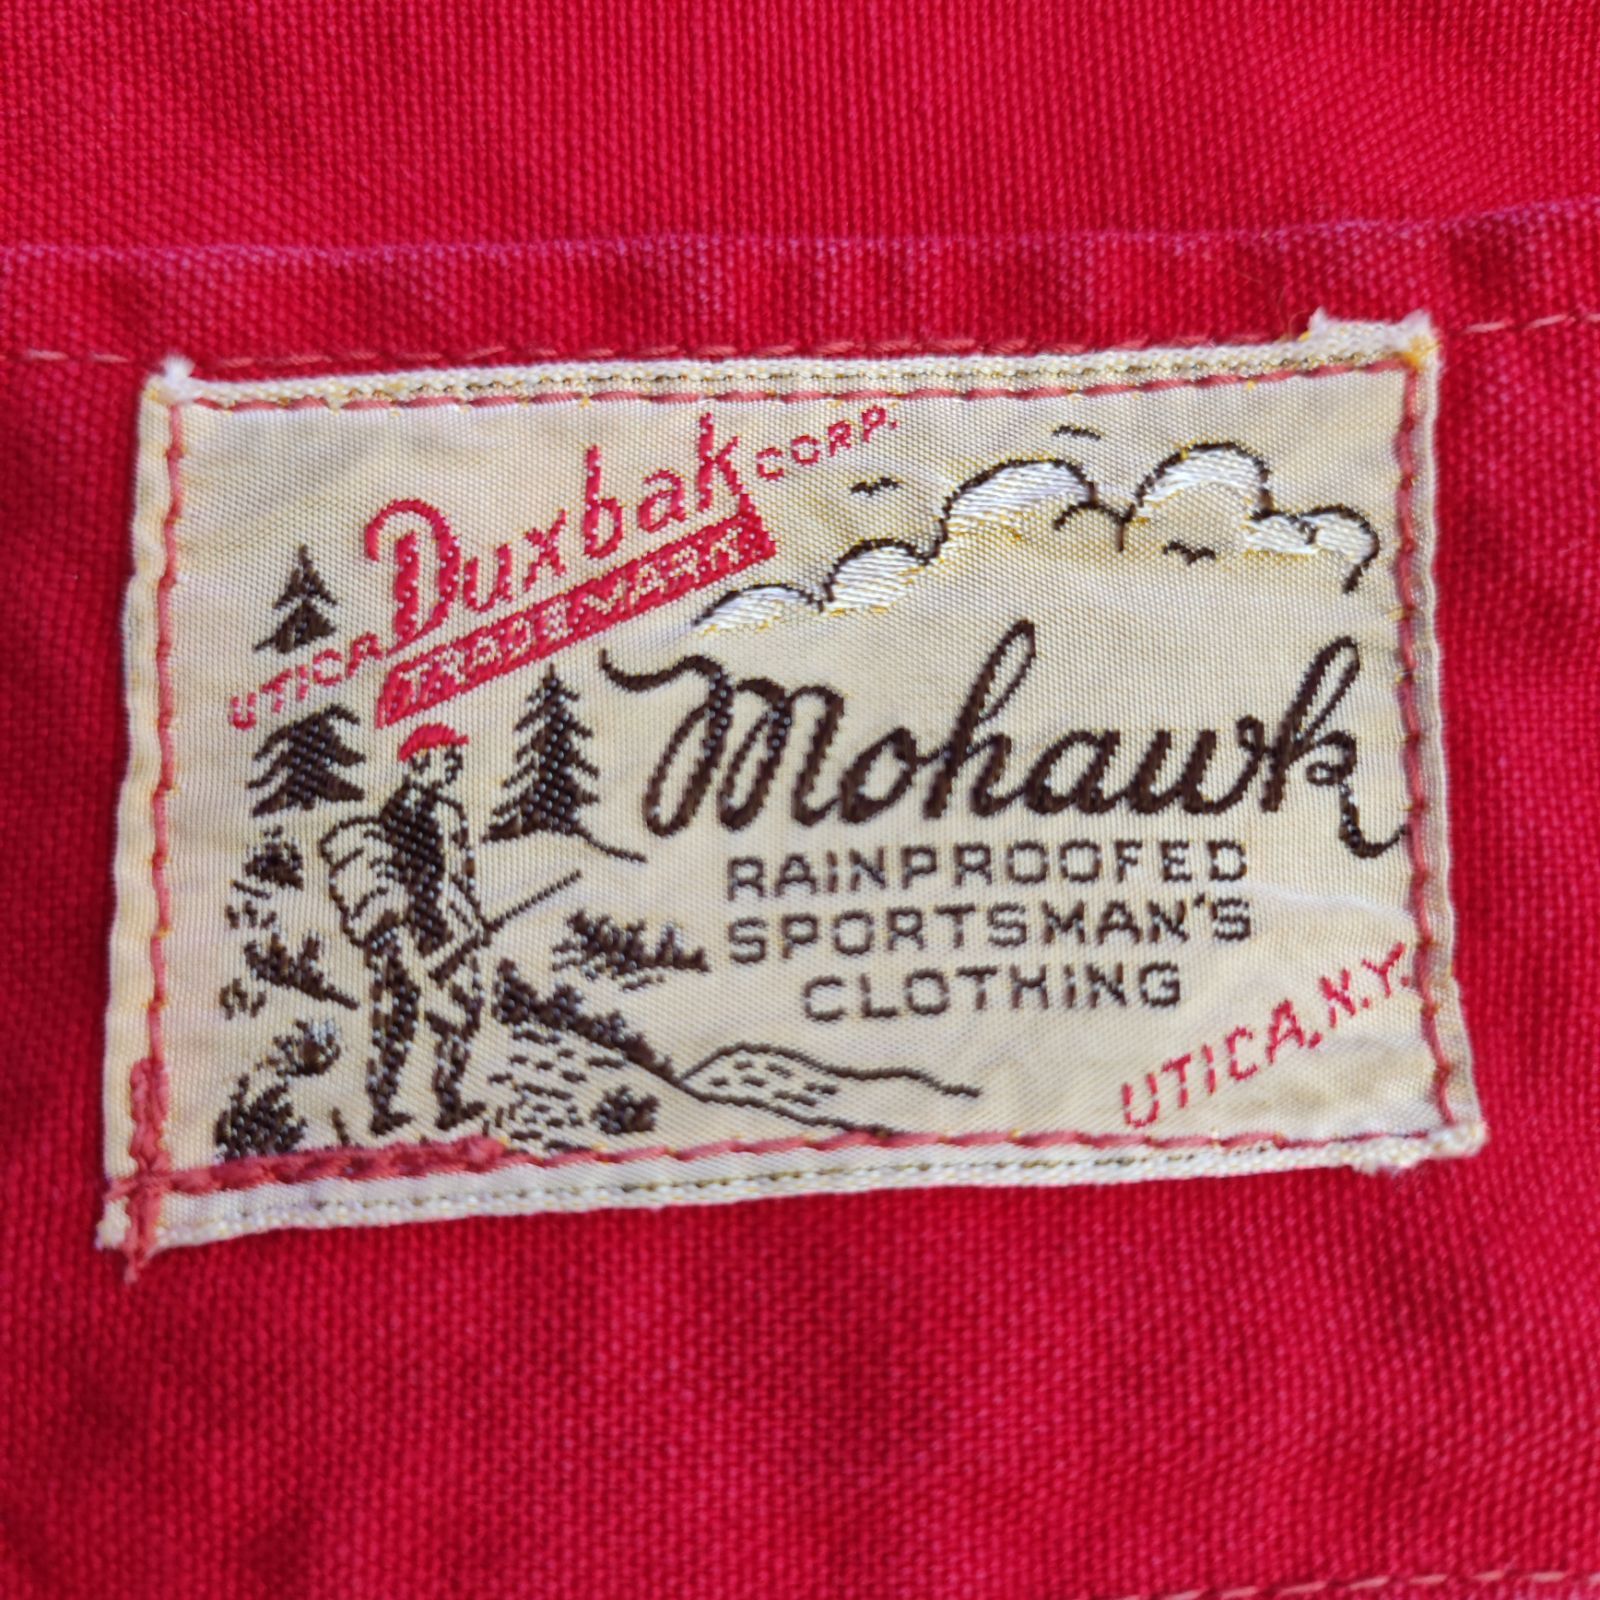 UTICA Duxbak CORP.
TRADE MARK
Mohawk
RAINPROOFED
SPORTSMAN'S
CLOTHING
UTICA, N.Y.